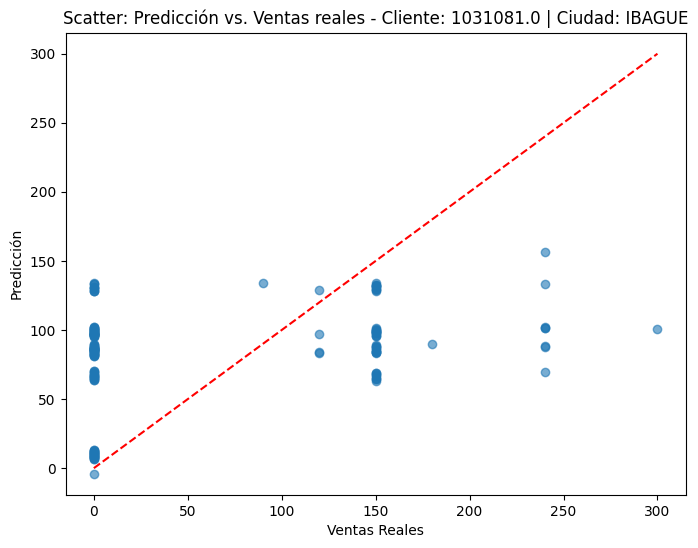 Scatter: Predicción vs. Ventas reales - Cliente: 1031081.0 | Ciudad: IBAGUE
300
250
200
150
100
50
0
Predicción
0 50 100 150 200 250 300
Ventas Reales